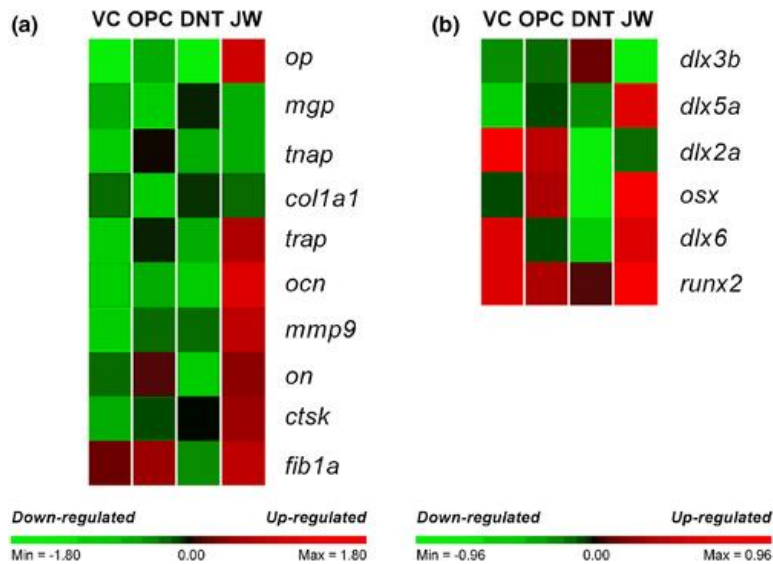 (a)
VC OPC DNT JW
op
mgp
tnap
col1a1
trap
ocn
mmp9
on
ctsk
fib1a
Down-regulated Up-regulated
Min = -1.80 0.00 Max = 1.80
(b)
VC OPC DNT JW
dlx3b
dlx5a
dlx2a
osx
dlx6
runx2
Down-regulated Up-regulated
Min = -0.96 0.00 Max = 0.96